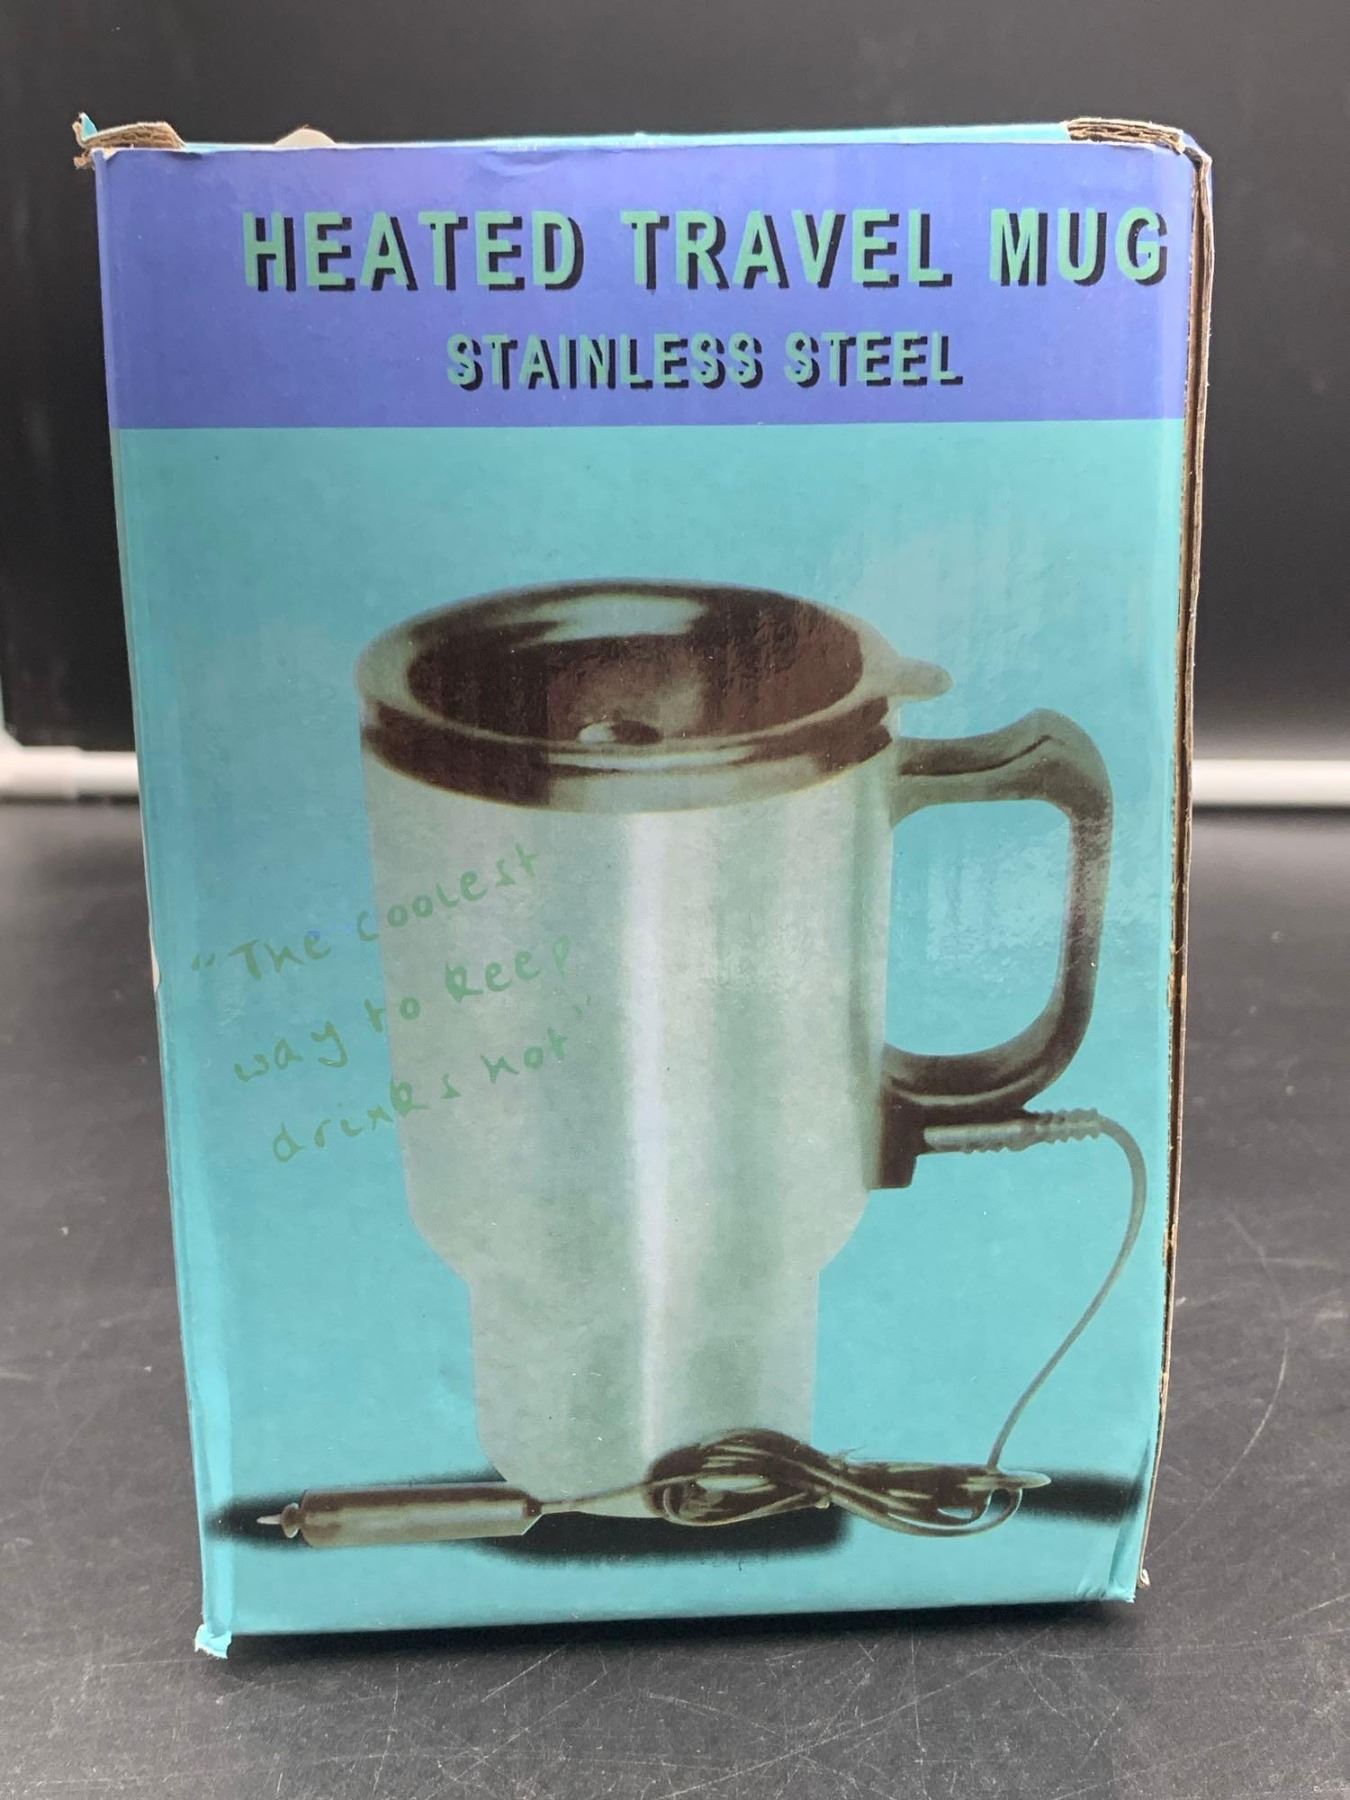 HEATED TRAVEL MUG
STAINLESS STEEL
"The coolest
way to keep
drinks hot"